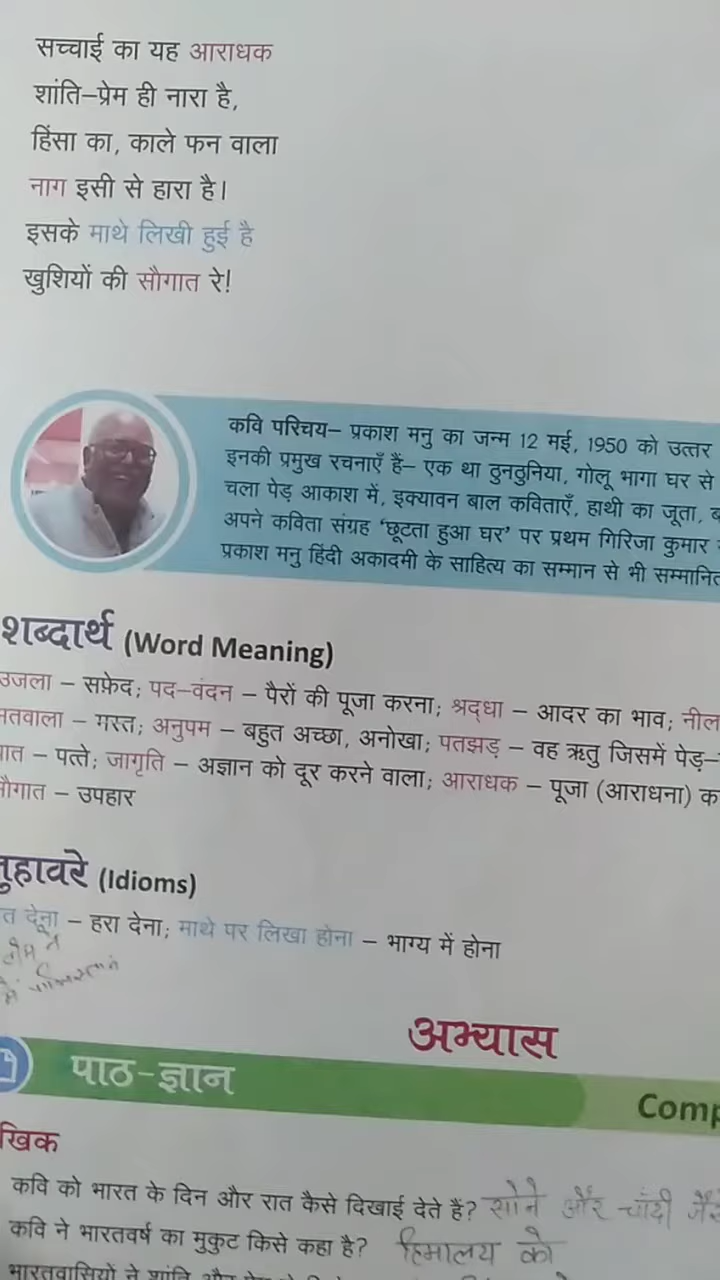 सच्चाई का यह आराधक
शांति-प्रेम ही नारा है,
हिंसा का, काले फन वाला
नाग इसी से हारा है।
इसके माथे लिखी हुई है
खुशियों की सौगात रे!
कवि परिचय– प्रकाश मनु का जन्म 12 मई, 1950 को उत्तर
इनकी प्रमुख रचनाएँ हैं– एक था ठुनठुनिया, गोलू भागा घर से
चला पेड़ आकाश में, इक्यावन बाल कविताएँ, हाथी का जूता,
अपने कविता संग्रह ‘छूटता हुआ घर’ पर प्रथम गिरिजा कुमार
प्रकाश मनु हिंदी अकादमी के साहित्य का सम्मान से भी सम्मानित
शब्दार्थ (Word Meaning)
उजला – सफ़ेद; पद-वंदन – पैरों की पूजा करना; श्रद्धा – आदर का भाव; नील
मतवाला – मस्त; अनुपम – बहुत अच्छा, अनोखा; पतझड़ – वह ऋतु जिसमें पेड़–
पात – पत्ते; जागृति – अज्ञान को दूर करने वाला; आराधक – पूजा (आराधना) क
सौगात – उपहार
मुहावरे (Idioms)
त देना – हरा देना; माथे पर लिखा होना – भाग्य में होना
अभ्यास
पाठ-ज्ञान
Comp
खिक
कवि को भारत के दिन और रात कैसे दिखाई देते हैं? सोने और चाँदी जैसे
कवि ने भारतवर्ष का मुकुट किसे कहा है? हिमालय को
भारतवासियों ने शांति और